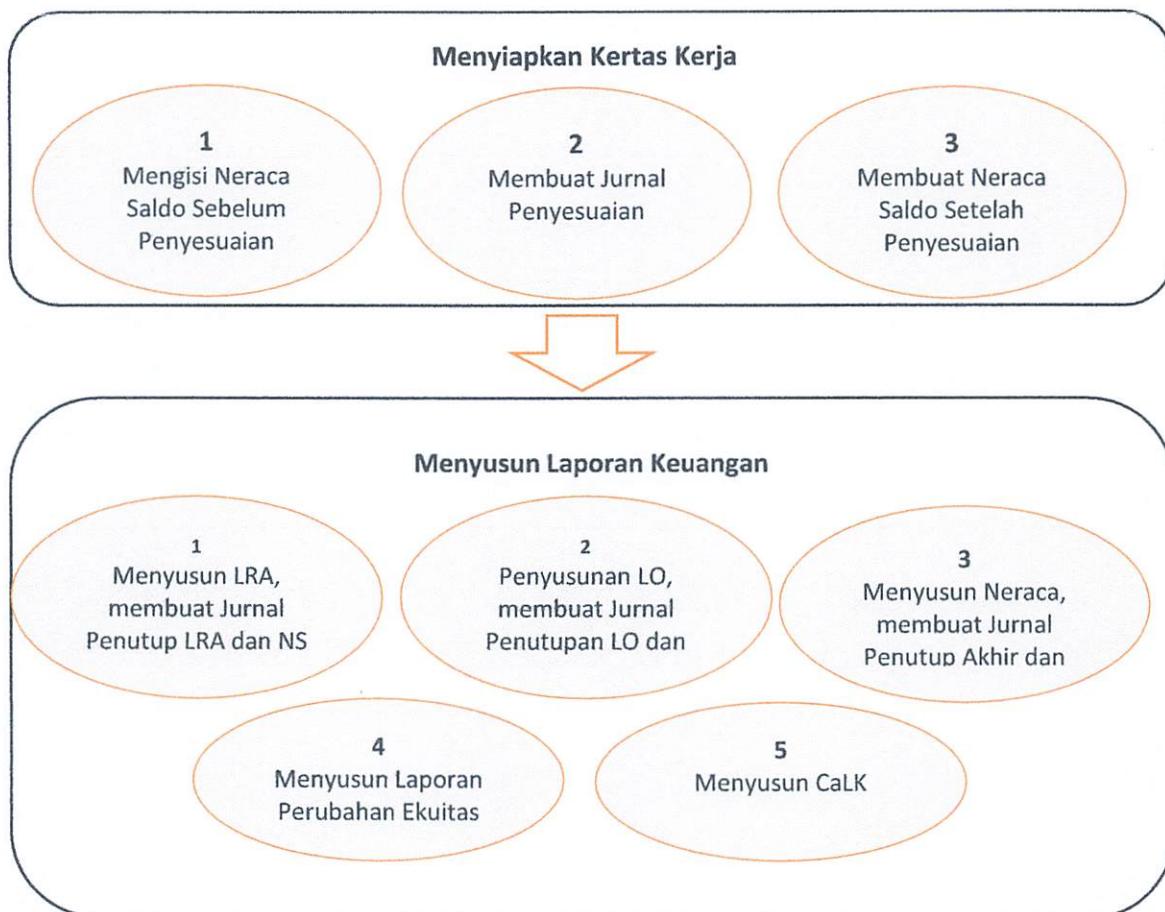 Menyiapkan Kertas Kerja
1
Mengisi Neraca
Saldo Sebelum
Penyesuaian
2
Membuat Jurnal
Penyesuaian
3
Membuat Neraca
Saldo Setelah
Penyesuaian
Menyusun Laporan Keuangan
1
Menyusun LRA,
membuat Jurnal
Penutup LRA dan NS
2
Penyusunan LO,
membuat Jurnal
Penutupan LO dan
3
Menyusun Neraca,
membuat Jurnal
Penutup Akhir dan
4
Menyusun Laporan
Perubahan Ekuitas
5
Menyusun CaLK